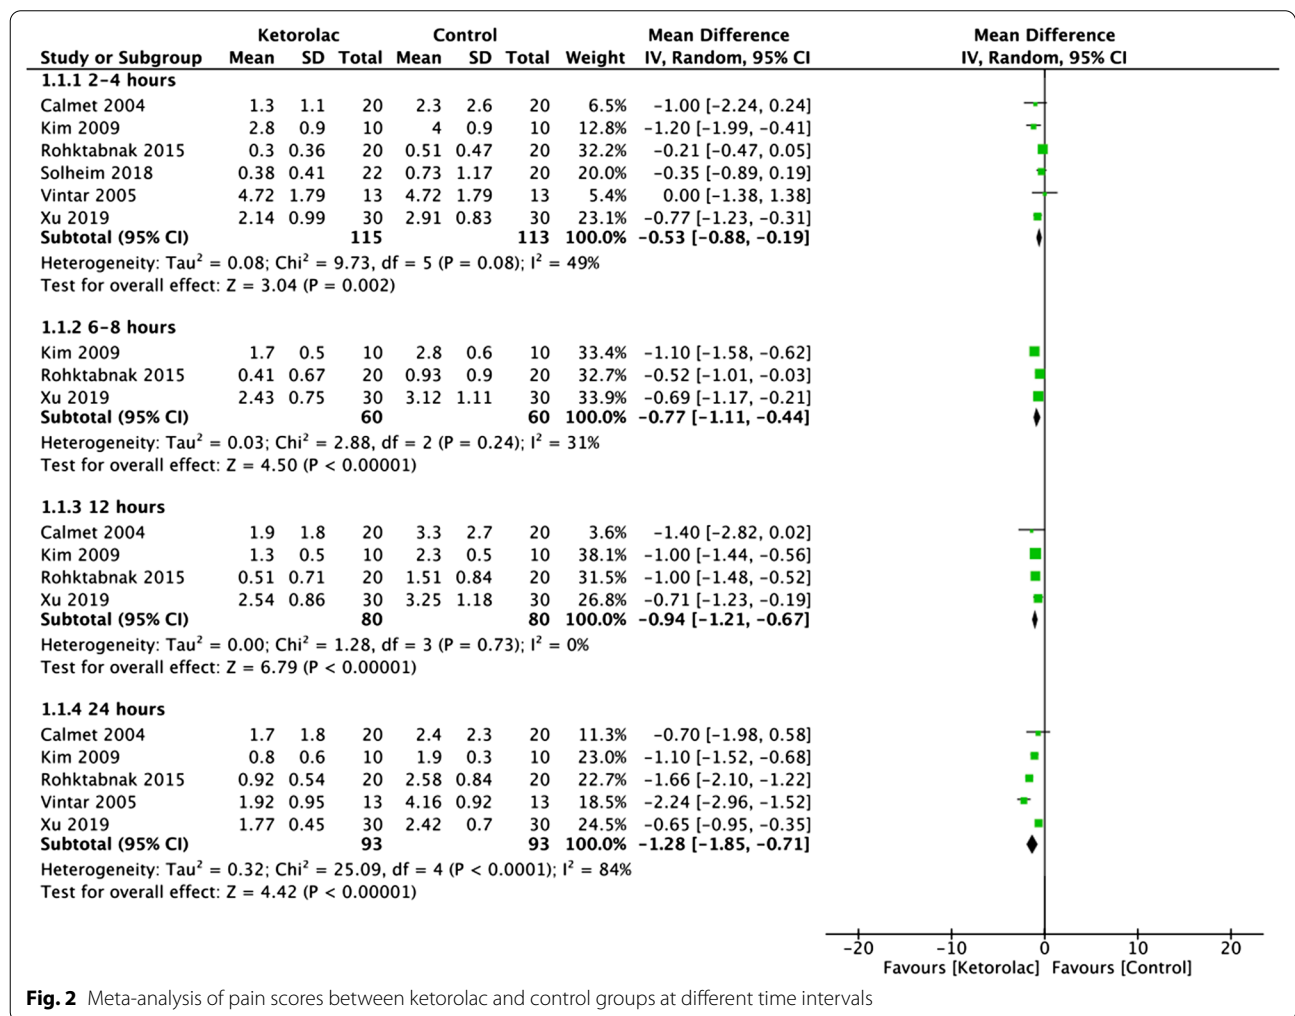 Ketorolac Control Mean Difference Mean Difference
Study or Subgroup Mean SD Total Mean SD Total Weight IV, Random, 95% CI IV, Random, 95% CI
1.1.1 2–4 hours
Calmet 2004 1.3 1.1 20 2.3 2.6 20 6.5% −1.00 [−2.24, 0.24]
Kim 2009 2.8 0.9 10 4 0.9 10 12.8% −1.20 [−1.99, −0.41]
Rohktabnak 2015 0.3 0.36 20 0.51 0.47 20 32.2% −0.21 [−0.47, 0.05]
Solheim 2018 0.38 0.41 22 0.73 1.17 20 20.0% −0.35 [−0.89, 0.19]
Vintar 2005 4.72 1.79 13 4.72 1.79 13 5.4% 0.00 [−1.38, 1.38]
Xu 2019 2.14 0.99 30 2.91 0.83 30 23.1% −0.77 [−1.23, −0.31]
Subtotal (95% CI) 115 113 100.0% −0.53 [−0.88, −0.19]
Heterogeneity: Tau² = 0.08; Chi² = 9.73, df = 5 (P = 0.08); I² = 49%
Test for overall effect: Z = 3.04 (P = 0.002)
1.1.2 6–8 hours
Kim 2009 1.7 0.5 10 2.8 0.6 10 33.4% −1.10 [−1.58, −0.62]
Rohktabnak 2015 0.41 0.67 20 0.93 0.9 20 32.7% −0.52 [−1.01, −0.03]
Xu 2019 2.43 0.75 30 3.12 1.11 30 33.9% −0.69 [−1.17, −0.21]
Subtotal (95% CI) 60 60 100.0% −0.77 [−1.11, −0.44]
Heterogeneity: Tau² = 0.03; Chi² = 2.88, df = 2 (P = 0.24); I² = 31%
Test for overall effect: Z = 4.50 (P < 0.00001)
1.1.3 12 hours
Calmet 2004 1.9 1.8 20 3.3 2.7 20 3.6% −1.40 [−2.82, 0.02]
Kim 2009 1.3 0.5 10 2.3 0.5 10 38.1% −1.00 [−1.44, −0.56]
Rohktabnak 2015 0.51 0.71 20 1.51 0.84 20 31.5% −1.00 [−1.48, −0.52]
Xu 2019 2.54 0.86 30 3.25 1.18 30 26.8% −0.71 [−1.23, −0.19]
Subtotal (95% CI) 80 80 100.0% −0.94 [−1.21, −0.67]
Heterogeneity: Tau² = 0.00; Chi² = 1.28, df = 3 (P = 0.73); I² = 0%
Test for overall effect: Z = 6.79 (P < 0.00001)
1.1.4 24 hours
Calmet 2004 1.7 1.8 20 2.4 2.3 20 11.3% −0.70 [−1.98, 0.58]
Kim 2009 0.8 0.6 10 1.9 0.3 10 23.0% −1.10 [−1.52, −0.68]
Rohktabnak 2015 0.92 0.54 20 2.58 0.84 20 22.7% −1.66 [−2.10, −1.22]
Vintar 2005 1.92 0.95 13 4.16 0.92 13 18.5% −2.24 [−2.96, −1.52]
Xu 2019 1.77 0.45 30 2.42 0.7 30 24.5% −0.65 [−0.95, −0.35]
Subtotal (95% CI) 93 93 100.0% −1.28 [−1.85, −0.71]
Heterogeneity: Tau² = 0.32; Chi² = 25.09, df = 4 (P < 0.0001); I² = 84%
Test for overall effect: Z = 4.42 (P < 0.00001)
−20 −10 0 10 20
Favours [Ketorolac] Favours [Control]
Fig. 2 Meta-analysis of pain scores between ketorolac and control groups at different time intervals